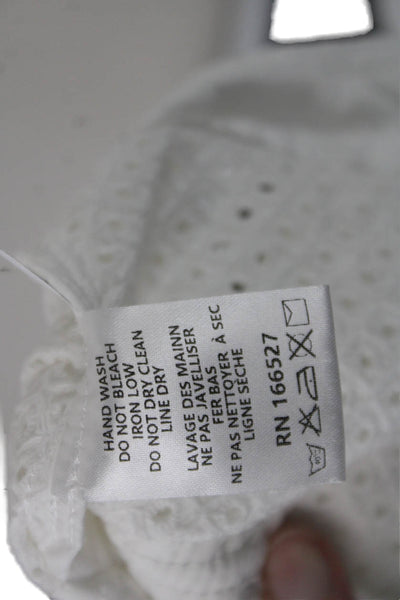 HAND WASH
DO NOT BLEACH
IRON LOW
DO NOT DRY CLEAN
LINE DRY
LAVAGE DES MAINN
NE PAS JAVELLISER
FER BAS
NE PAS NETTOYER À SEC
LIGNE SÈCHE
RN 166527